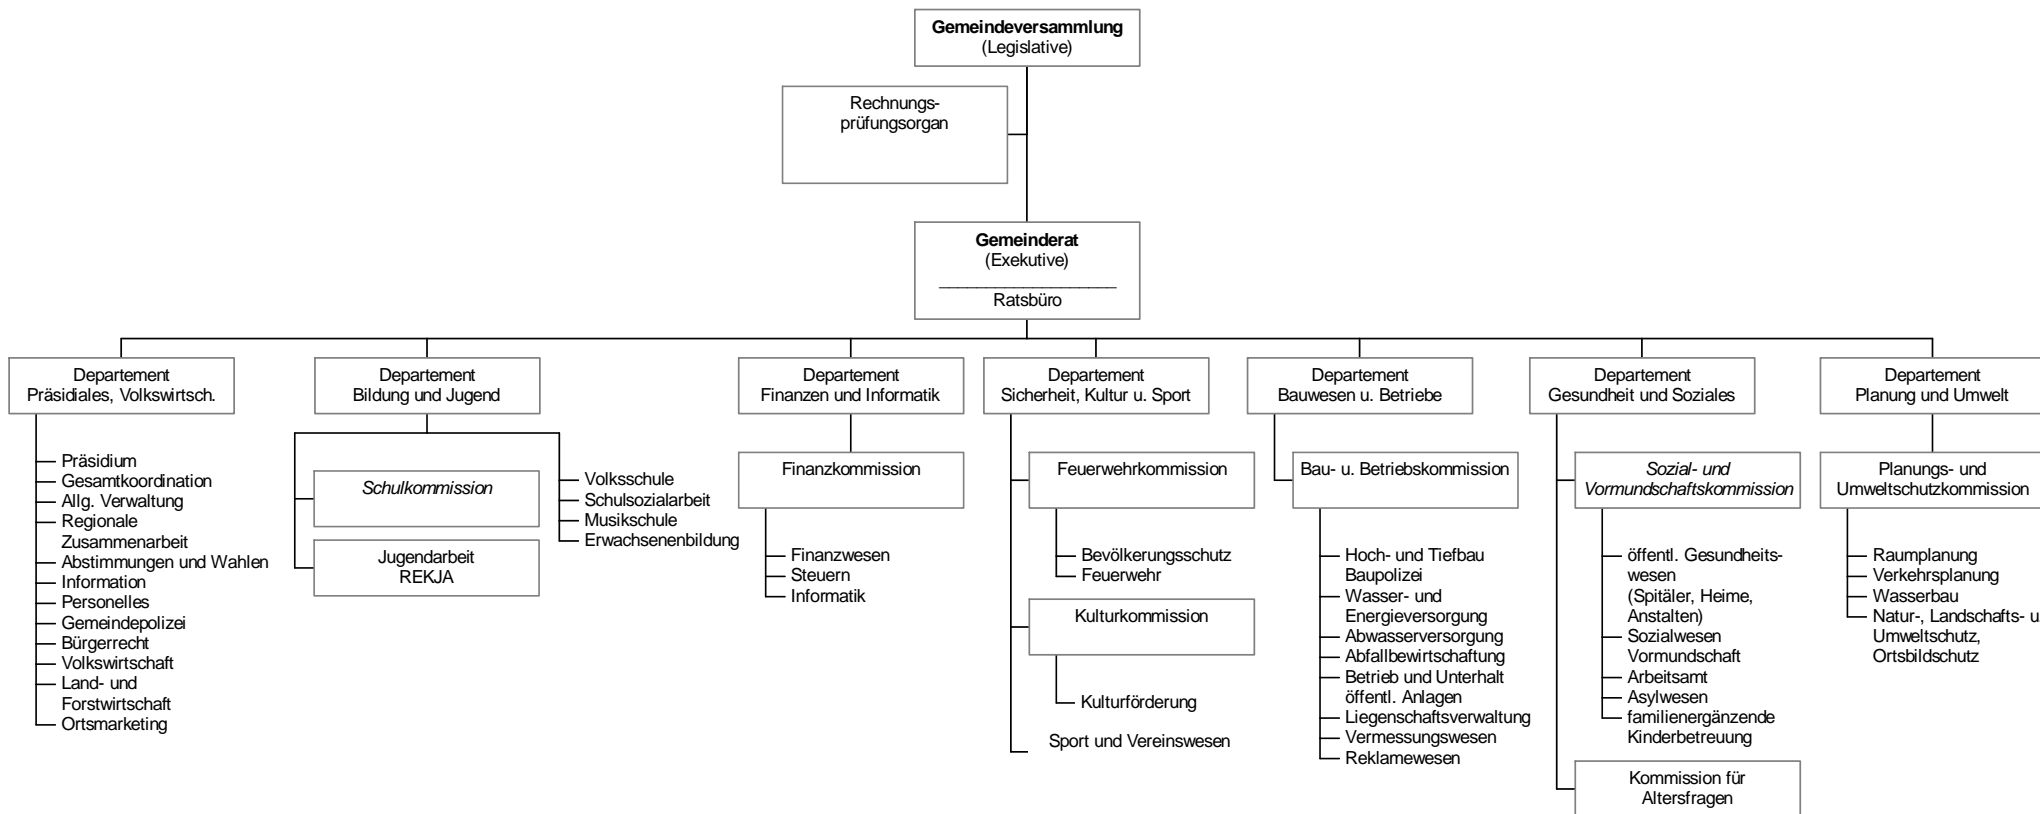 Gemeindeversammlung
(Legislative)
Rechnungs-
prüfungsorgan
Gemeinderat
(Exekutive)
___________________
Ratsbüro
Departement
Präsidiales, Volkswirtsch.
Präsidium
Gesamtkoordination
Allg. Verwaltung
Regionale
Zusammenarbeit
Abstimmungen und Wahlen
Information
Personelles
Gemeindepolizei
Bürgerrecht
Volkswirtschaft
Land- und
Forstwirtschaft
Ortsmarketing
Departement
Bildung und Jugend
Schulkommission
Jugendarbeit
REKJA
Volksschule
Schulsozialarbeit
Musikschule
Erwachsenenbildung
Departement
Finanzen und Informatik
Finanzkommission
Finanzwesen
Steuern
Informatik
Departement
Sicherheit, Kultur u. Sport
Feuerwehrkommission
Bevölkerungsschutz
Feuerwehr
Kulturkommission
Kulturförderung
Sport und Vereinswesen
Departement
Bauwesen u. Betriebe
Bau- u. Betriebskommission
Hoch- und Tiefbau
Baupolizei
Wasser- und
Energieversorgung
Abwasserversorgung
Abfallbewirtschaftung
Betrieb und Unterhalt
öffentl. Anlagen
Liegenschaftsverwaltung
Vermessungswesen
Reklamewesen
Departement
Gesundheit und Soziales
Sozial- und
Vormundschaftskommission
öffentl. Gesundheits-
wesen
(Spitäler, Heime,
Anstalten)
Sozialwesen
Vormundschaft
Arbeitsamt
Asylwesen
familienergänzende
Kinderbetreuung
Kommission für
Altersfragen
Departement
Planung und Umwelt
Planungs- und
Umweltschutzkommission
Raumplanung
Verkehrsplanung
Wasserbau
Natur-, Landschafts- u.
Umweltschutz,
Ortsbildschutz